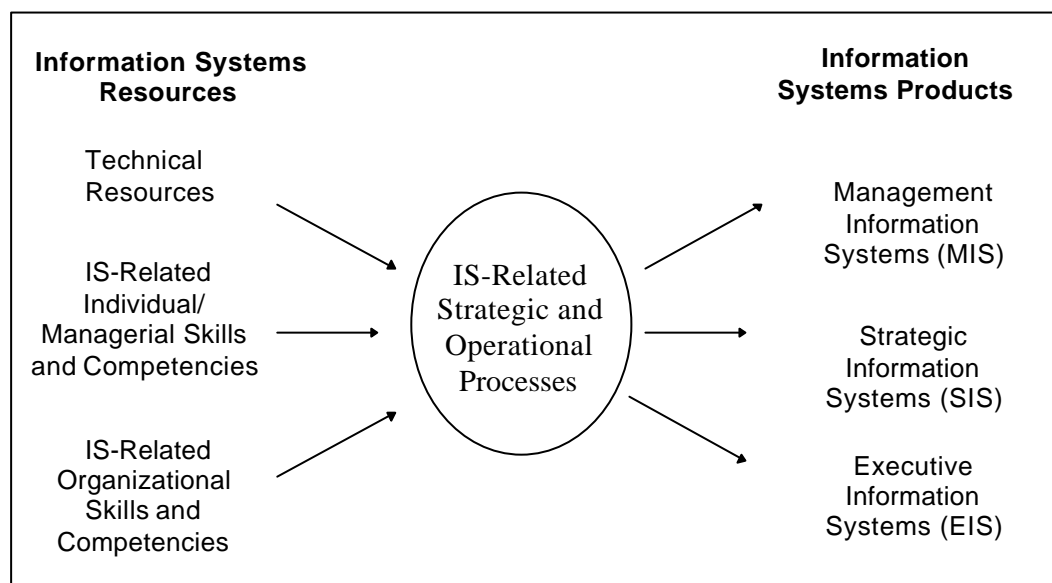 Information Systems
Resources
Technical
Resources
IS-Related
Individual/
Managerial Skills
and Competencies
IS-Related
Organizational
Skills and
Competencies
IS-Related
Strategic and
Operational
Processes
Information
Systems Products
Management
Information
Systems (MIS)
Strategic
Information
Systems (SIS)
Executive
Information
Systems (EIS)